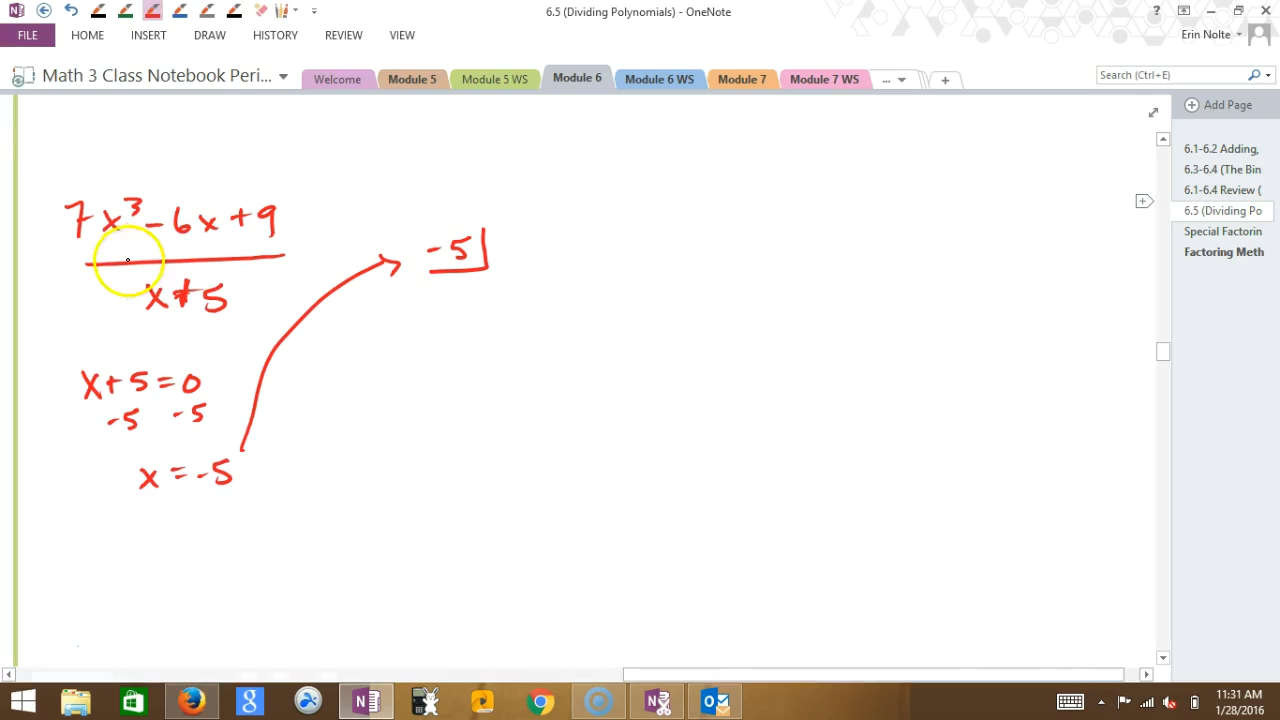 6.5 (Dividing Polynomials) - OneNote
?
FILE HOME INSERT DRAW HISTORY REVIEW VIEW
Erin Nolte
Math 3 Class Notebook Peri...
Welcome Module 5 Module 5 WS Module 6 Module 6 WS Module 7 Module 7 WS ... +
Search (Ctrl+E)
Add Page
6.1-6.2 Adding,
6.3-6.4 (The Bin
6.1-6.4 Review (
6.5 (Dividing Po
Special Factorin
Factoring Meth
7x³ - 6x + 9
x + 5
-5
x + 5 = 0
-5 -5
x = -5
11:31 AM
1/28/2016